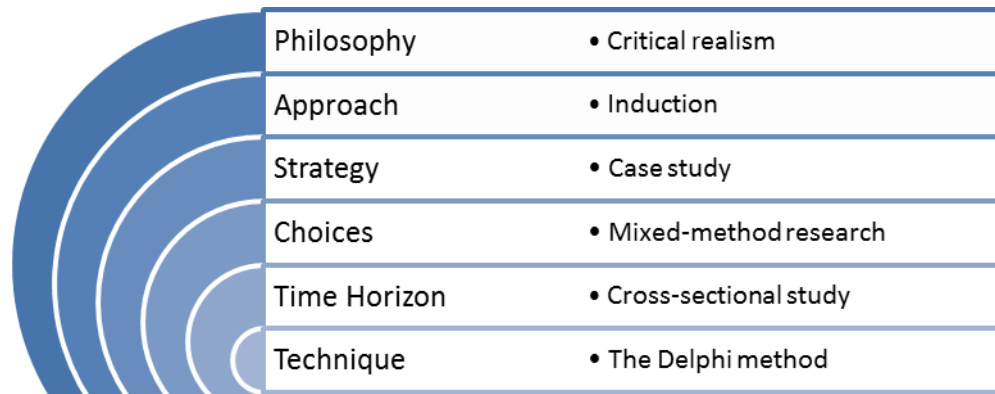 Philosophy • Critical realism
Approach • Induction
Strategy • Case study
Choices • Mixed-method research
Time Horizon • Cross-sectional study
Technique • The Delphi method